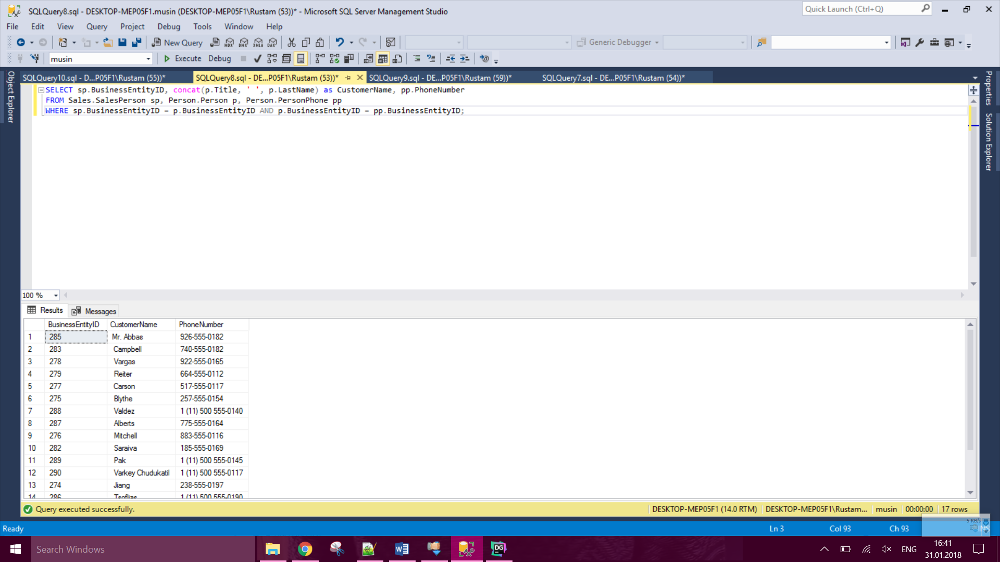 SQLQuery8.sql - DESKTOP-MEP05F1.musin (DESKTOP-MEP05F1\Rustam (53))* - Microsoft SQL Server Management Studio
Quick Launch (Ctrl+Q)
File Edit View Query Project Debug Tools Window Help
New Query MDX DMX XMLA DAX Generic Debugger
musin Execute Debug
SQLQuery10.sql - D...P05F1\Rustam (55))* SQLQuery8.sql - DE...P05F1\Rustam (53))* SQLQuery9.sql - DE...P05F1\Rustam (59))* SQLQuery7.sql - DE...P05F1\Rustam (54))*
Object Explorer
Properties
Solution Explorer
SELECT sp.BusinessEntityID, concat(p.Title, ' ', p.LastName) as CustomerName, pp.PhoneNumber
FROM Sales.SalesPerson sp, Person.Person p, Person.PersonPhone pp
WHERE sp.BusinessEntityID = p.BusinessEntityID AND p.BusinessEntityID = pp.BusinessEntityID;
100 %
Results Messages
BusinessEntityID CustomerName PhoneNumber
1 285 Mr. Abbas 926-555-0182
2 283 Campbell 740-555-0182
3 278 Vargas 922-555-0165
4 279 Reiter 664-555-0112
5 277 Carson 517-555-0117
6 275 Blythe 257-555-0154
7 288 Valdez 1 (11) 500 555-0140
8 287 Alberts 775-555-0164
9 276 Mitchell 883-555-0116
10 282 Saraiva 185-555-0169
11 289 Pak 1 (11) 500 555-0145
12 290 Varkey Chudukatil 1 (11) 500 555-0117
13 274 Jiang 238-555-0197
14 286 Tsoflias 1 (11) 500 555-0190
Query executed successfully. DESKTOP-MEP05F1 (14.0 RTM) DESKTOP-MEP05F1\Rustam... musin 00:00:00 17 rows
5 KB/s
Ready Ln 3 Col 93 Ch 93 INS
Search Windows
DG
ENG
16:41
31.01.2018